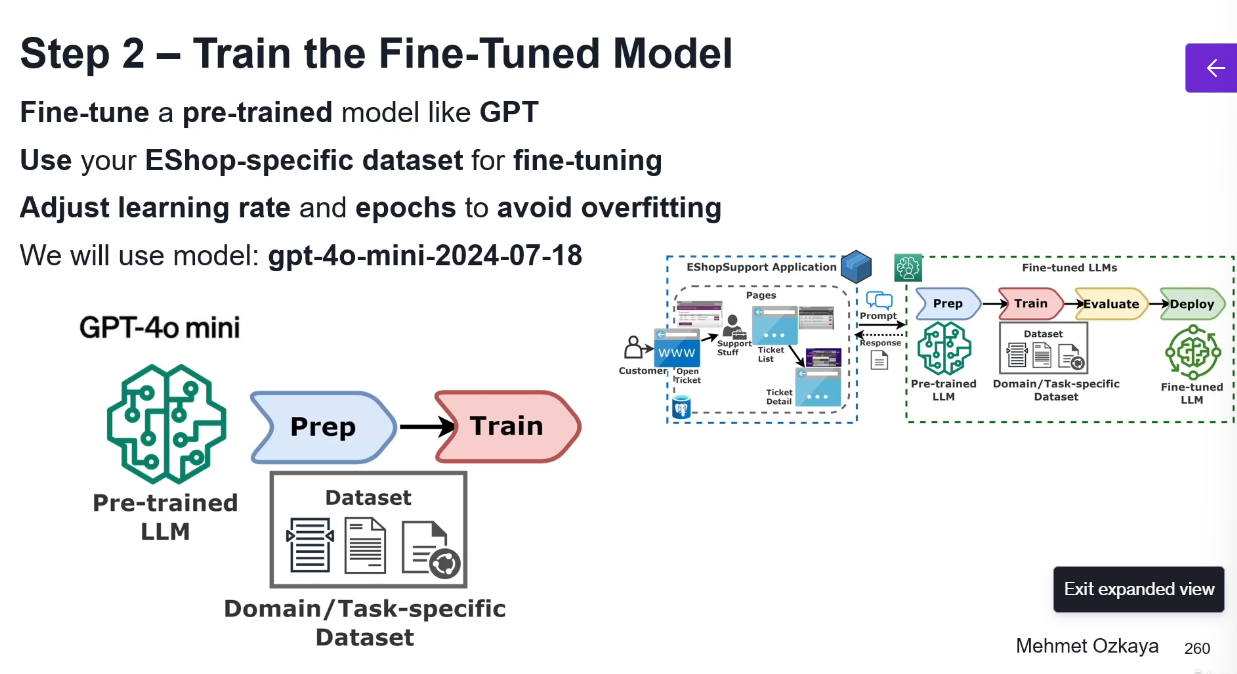 Step 2 – Train the Fine-Tuned Model
Fine-tune a pre-trained model like GPT
Use your EShop-specific dataset for fine-tuning
Adjust learning rate and epochs to avoid overfitting
We will use model: gpt-4o-mini-2024-07-18
GPT-4o mini
Pre-trained
LLM
Prep
Train
Dataset
Domain/Task-specific
Dataset
EShopSupport Application
Pages
Customer
www
Open
Ticket
Support
Stuff
Ticket
List
Ticket
Detail
Prompt
Response
Fine-tuned LLMs
Prep
Train
Evaluate
Deploy
Pre-trained
LLM
Dataset
Domain/Task-specific
Dataset
Fine-tuned
LLM
Exit expanded view
Mehmet Ozkaya
260